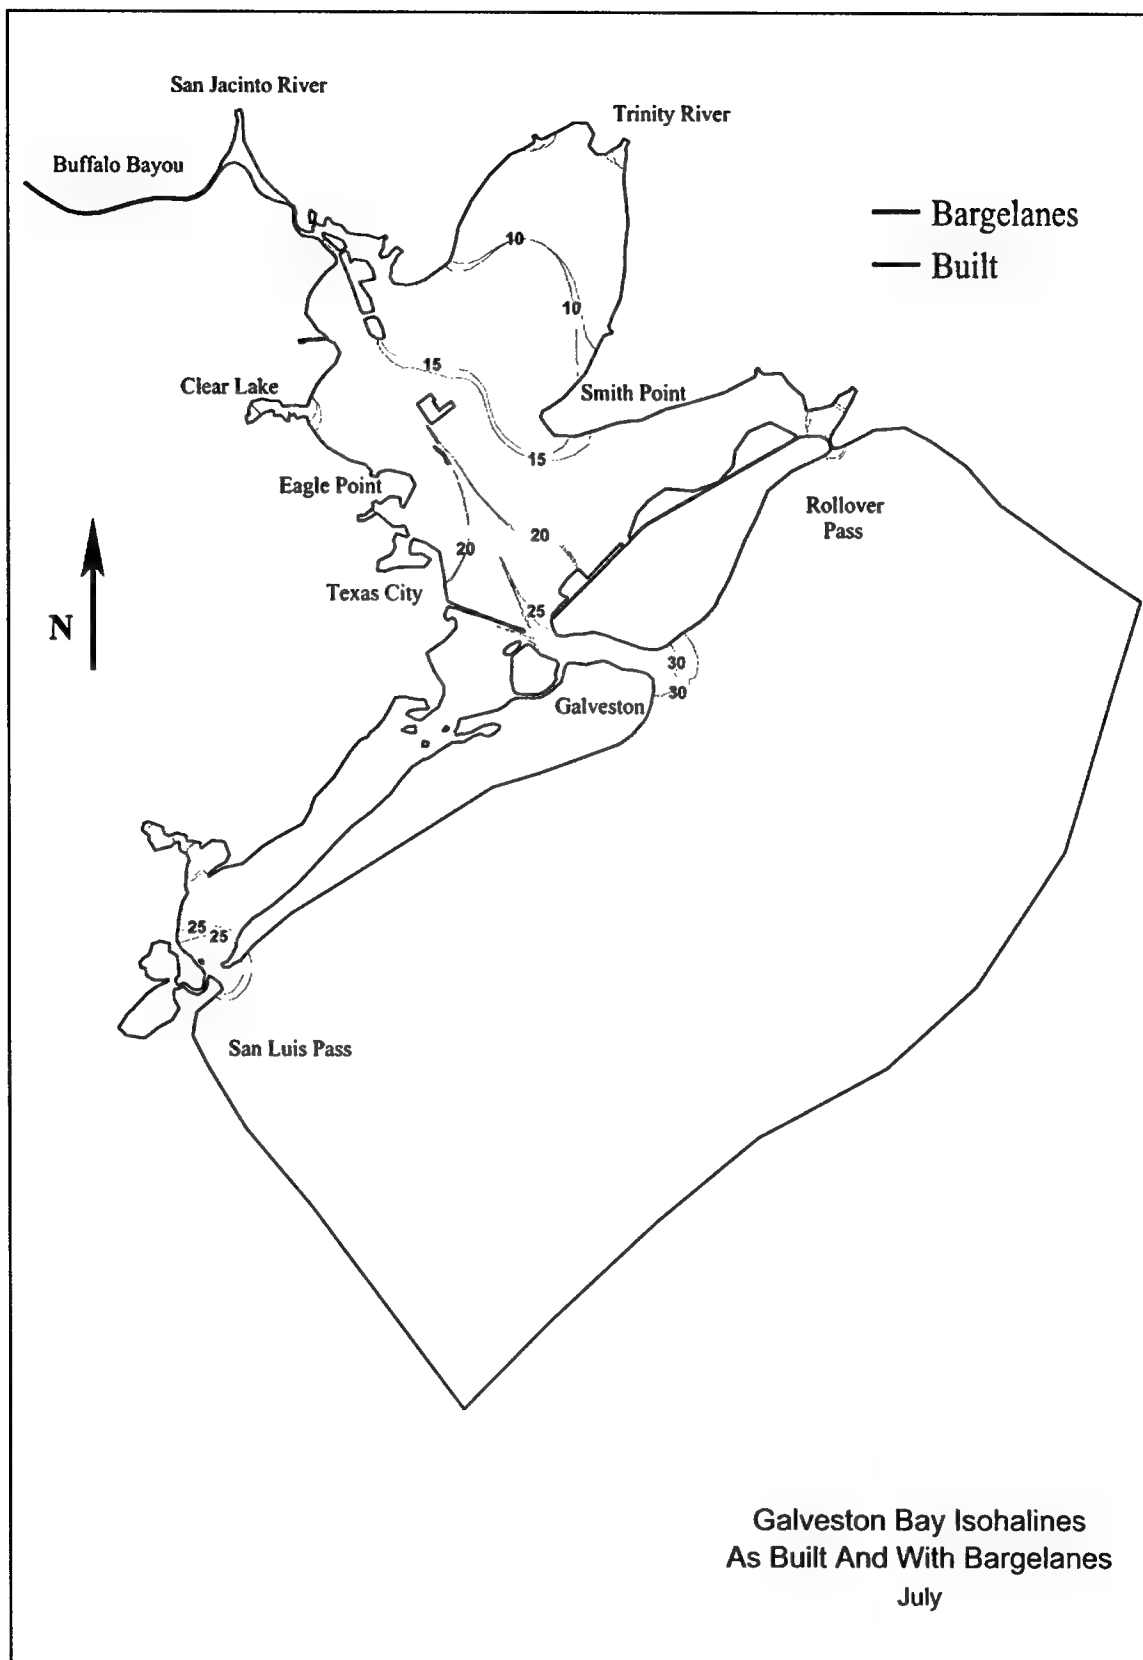 San Jacinto River
Trinity River
Buffalo Bayou
Bargelanes
Built
10
10
15
Clear Lake
Smith Point
15
Eagle Point
Rollover
Pass
20
20
Texas City
25
N
30
30
Galveston
25
25
San Luis Pass
Galveston Bay Isohalines
As Built And With Bargelanes
July